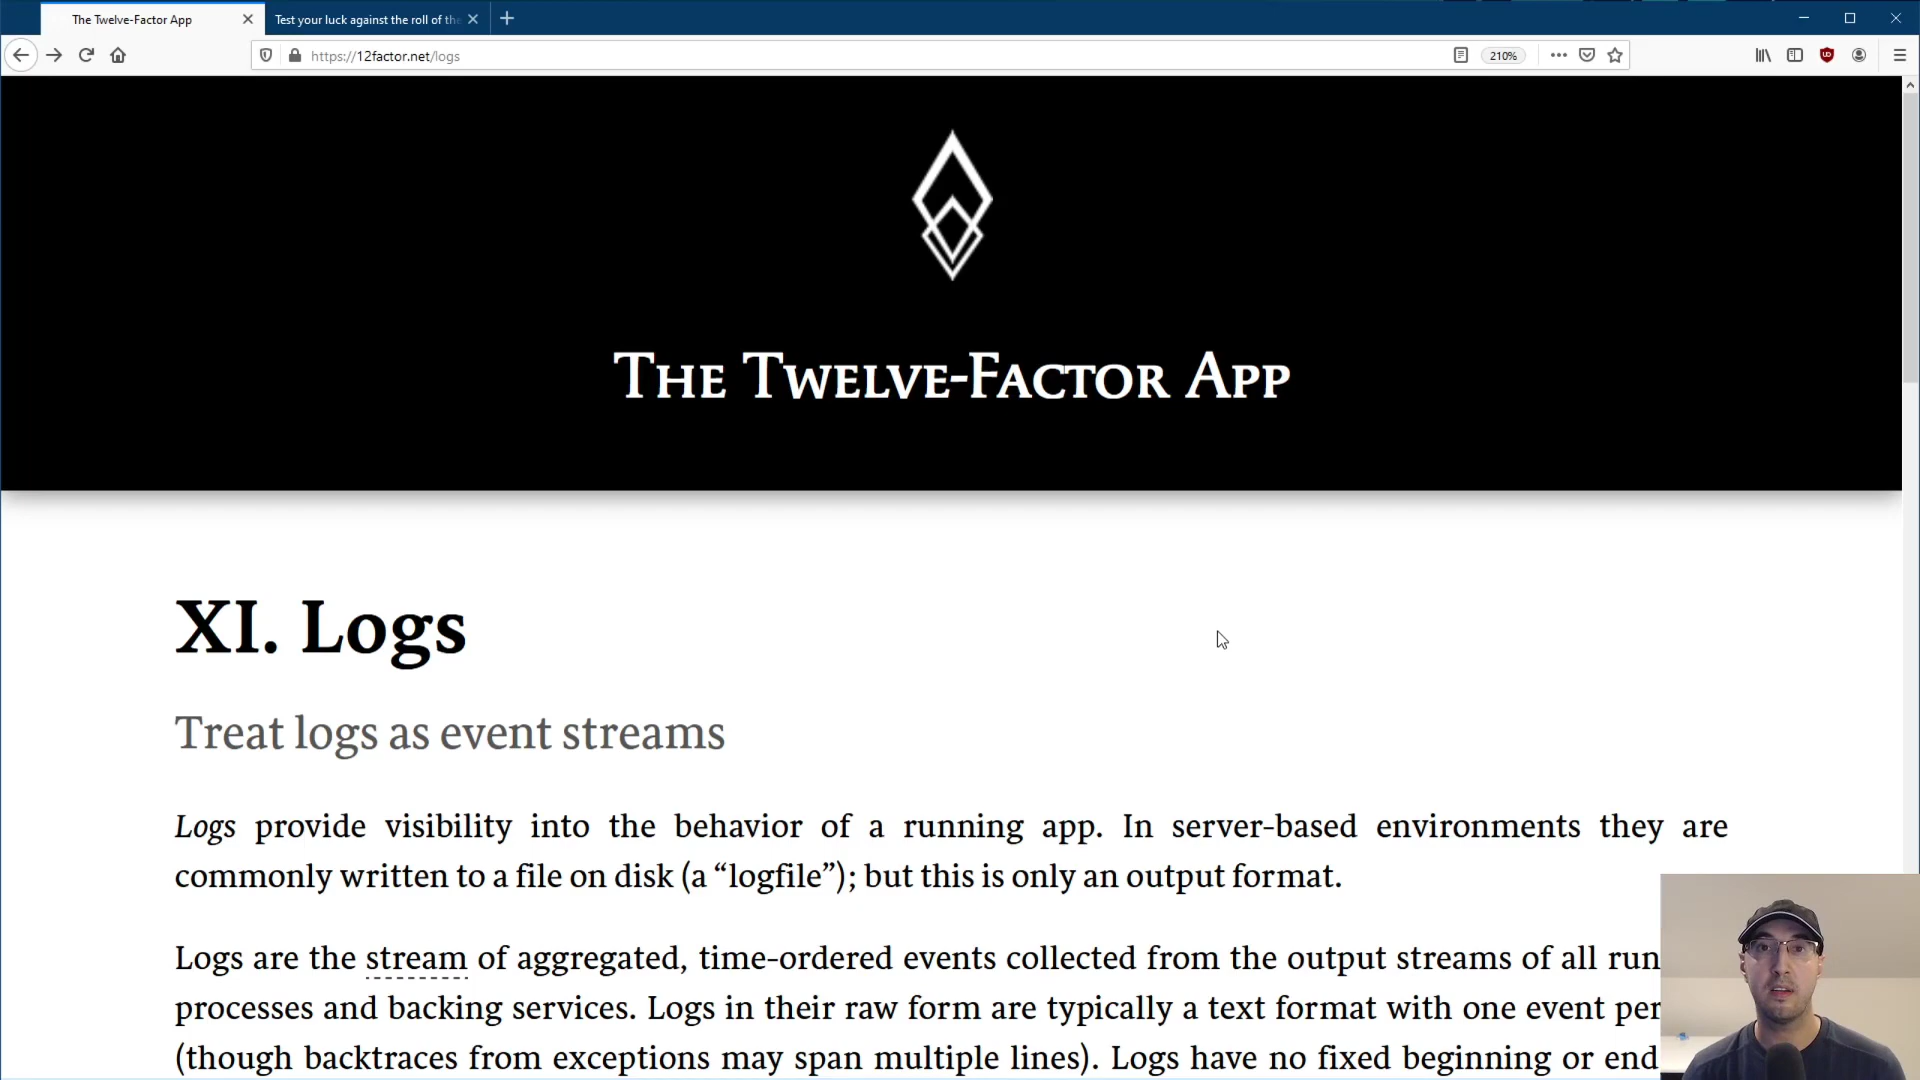 The Twelve-Factor App
Test your luck against the roll of the
https://12factor.net/logs
210%
The Twelve-Factor App
XI. Logs
Treat logs as event streams
Logs provide visibility into the behavior of a running app. In server-based environments they are
commonly written to a file on disk (a “logfile”); but this is only an output format.
Logs are the stream of aggregated, time-ordered events collected from the output streams of all run
processes and backing services. Logs in their raw form are typically a text format with one event per
(though backtraces from exceptions may span multiple lines). Logs have no fixed beginning or end